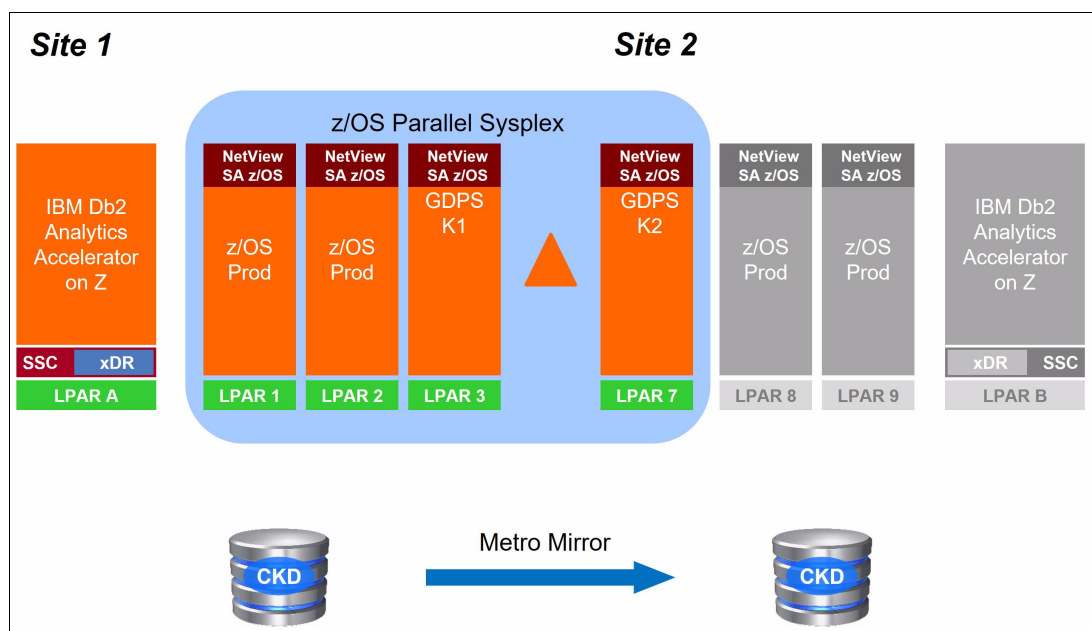 Site 1
Site 2
z/OS Parallel Sysplex
IBM Db2
Analytics
Accelerator
on Z
SSC
xDR
LPAR A
NetView
SA z/OS
z/OS
Prod
LPAR 1
NetView
SA z/OS
z/OS
Prod
LPAR 2
NetView
SA z/OS
GDPS
K1
LPAR 3
NetView
SA z/OS
GDPS
K2
LPAR 7
NetView
SA z/OS
z/OS
Prod
LPAR 8
NetView
SA z/OS
z/OS
Prod
LPAR 9
IBM Db2
Analytics
Accelerator
on Z
xDR
SSC
LPAR B
CKD
Metro Mirror
CKD